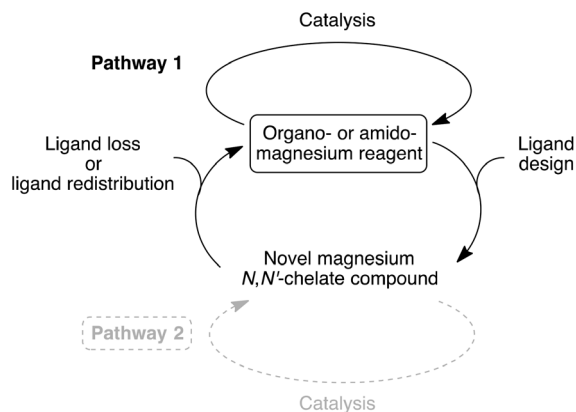 Catalysis
Pathway 1
Organo- or amido-
magnesium reagent
Ligand loss
or
ligand redistribution
Ligand
design
Novel magnesium
N,N'-chelate compound
Pathway 2
Catalysis